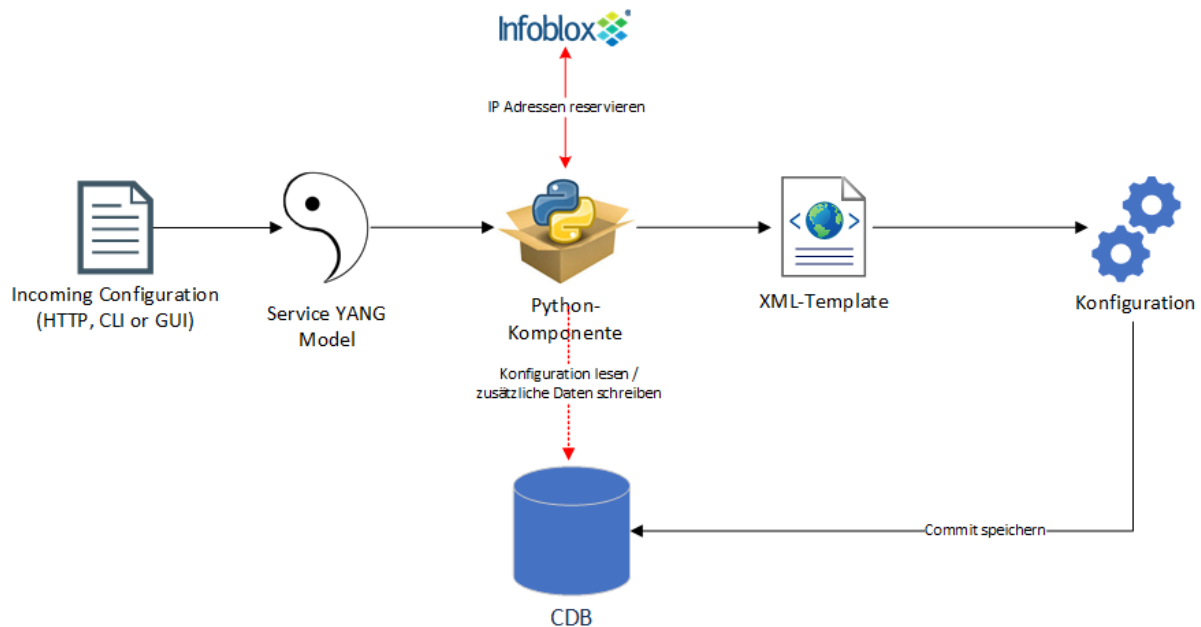 Infoblox®
IP Adressen reservieren
Incoming Configuration
(HTTP, CLI or GUI)
Service YANG
Model
Python-
Komponente
XML-Template
Konfiguration
Konfiguration lesen /
zusätzliche Daten schreiben
Commit speichern
CDB